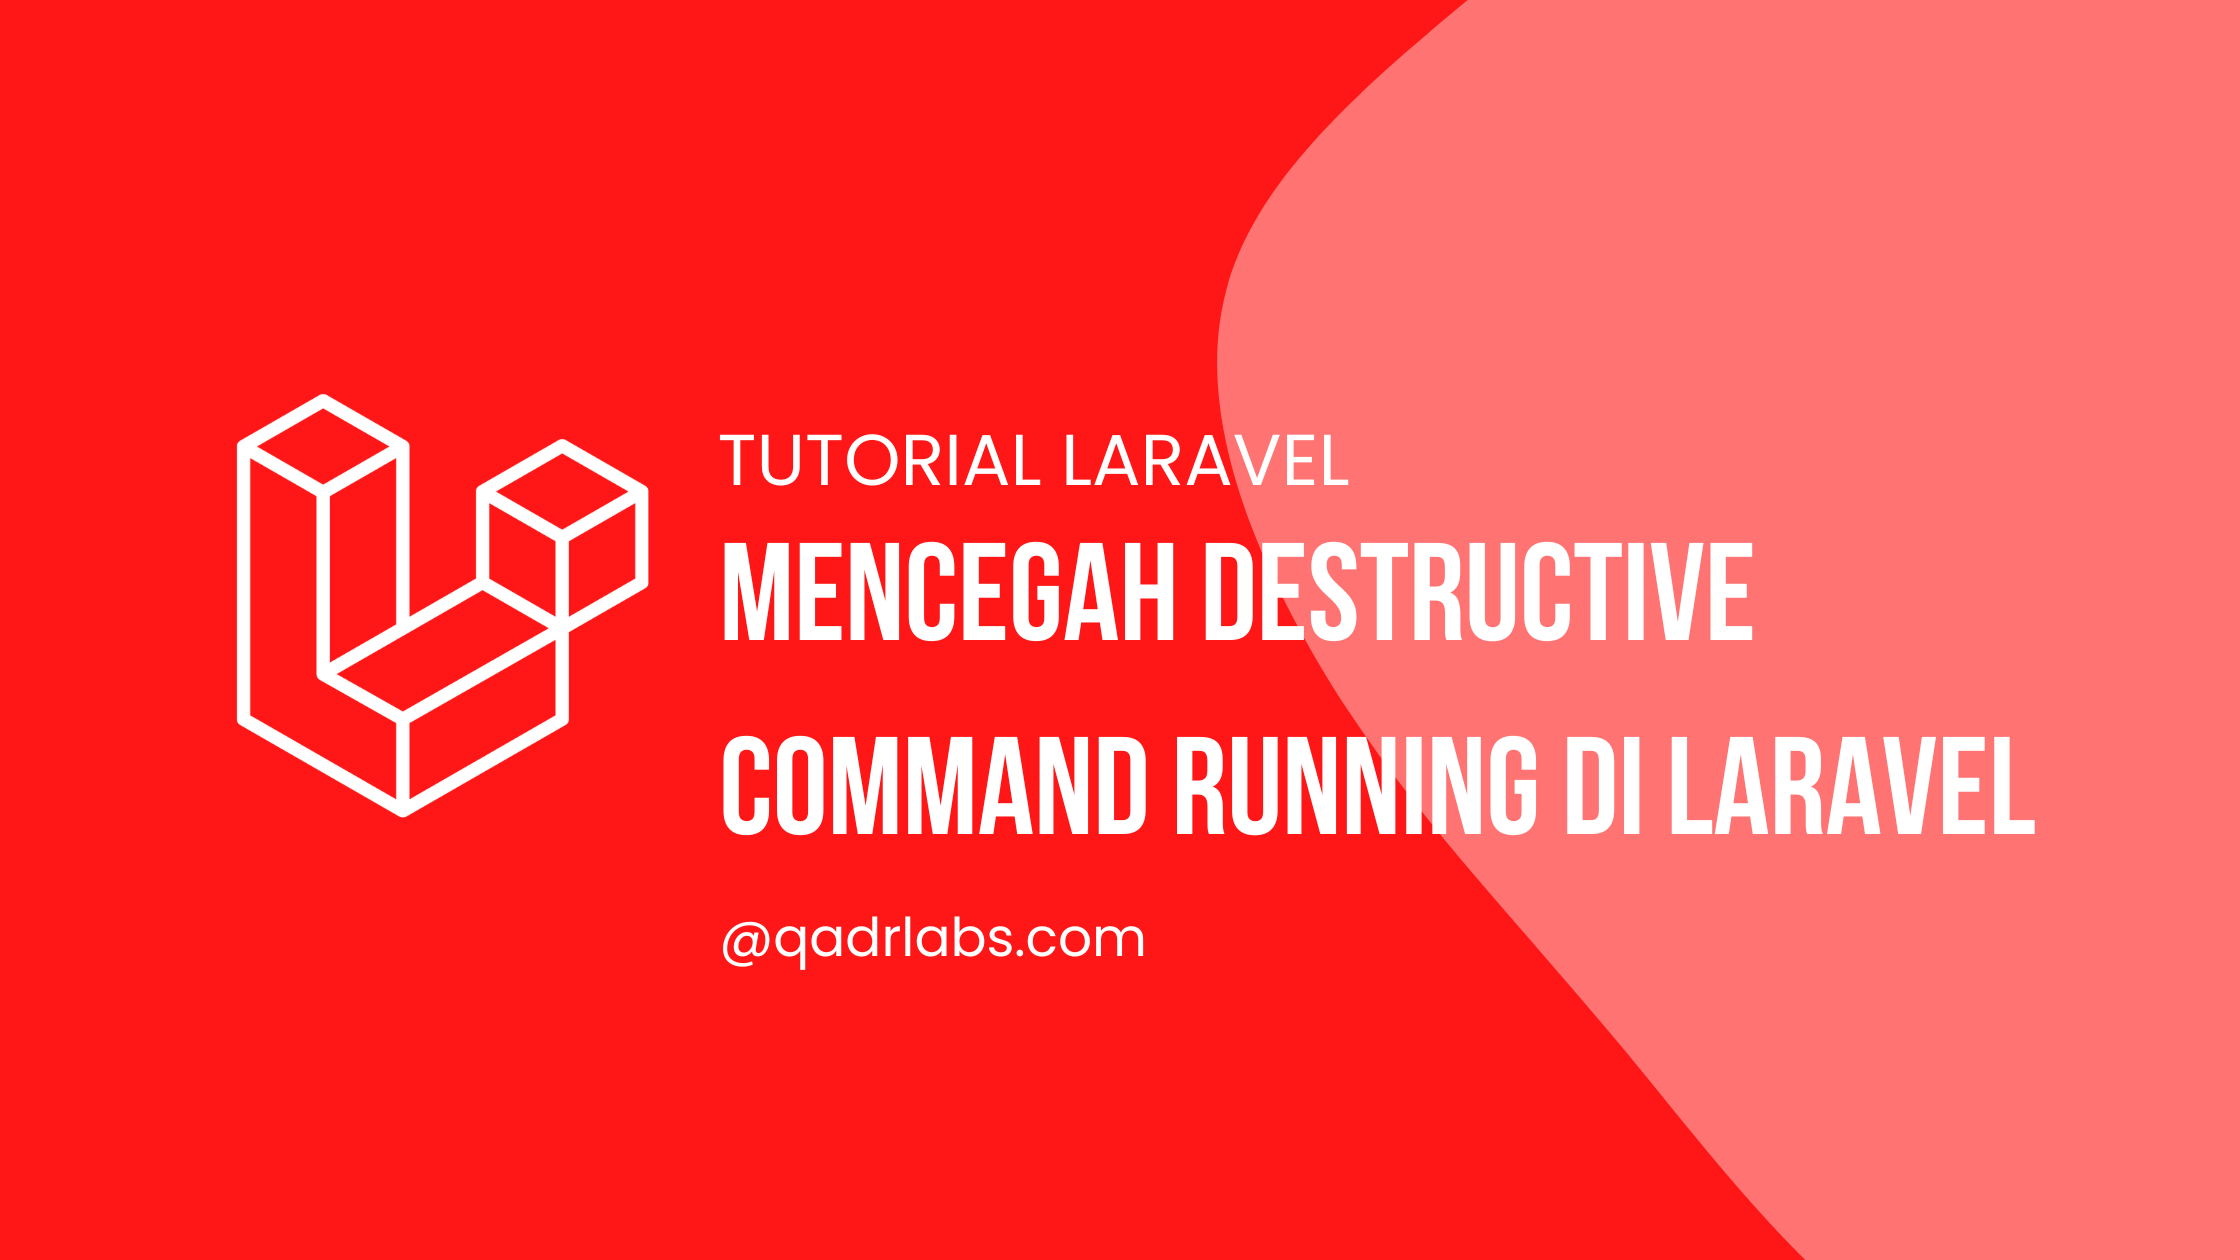 TUTORIAL LARAVEL
MENCEGAH DESTRUCTIVE
COMMAND RUNNING DI LARAVEL
@qadrlabs.com